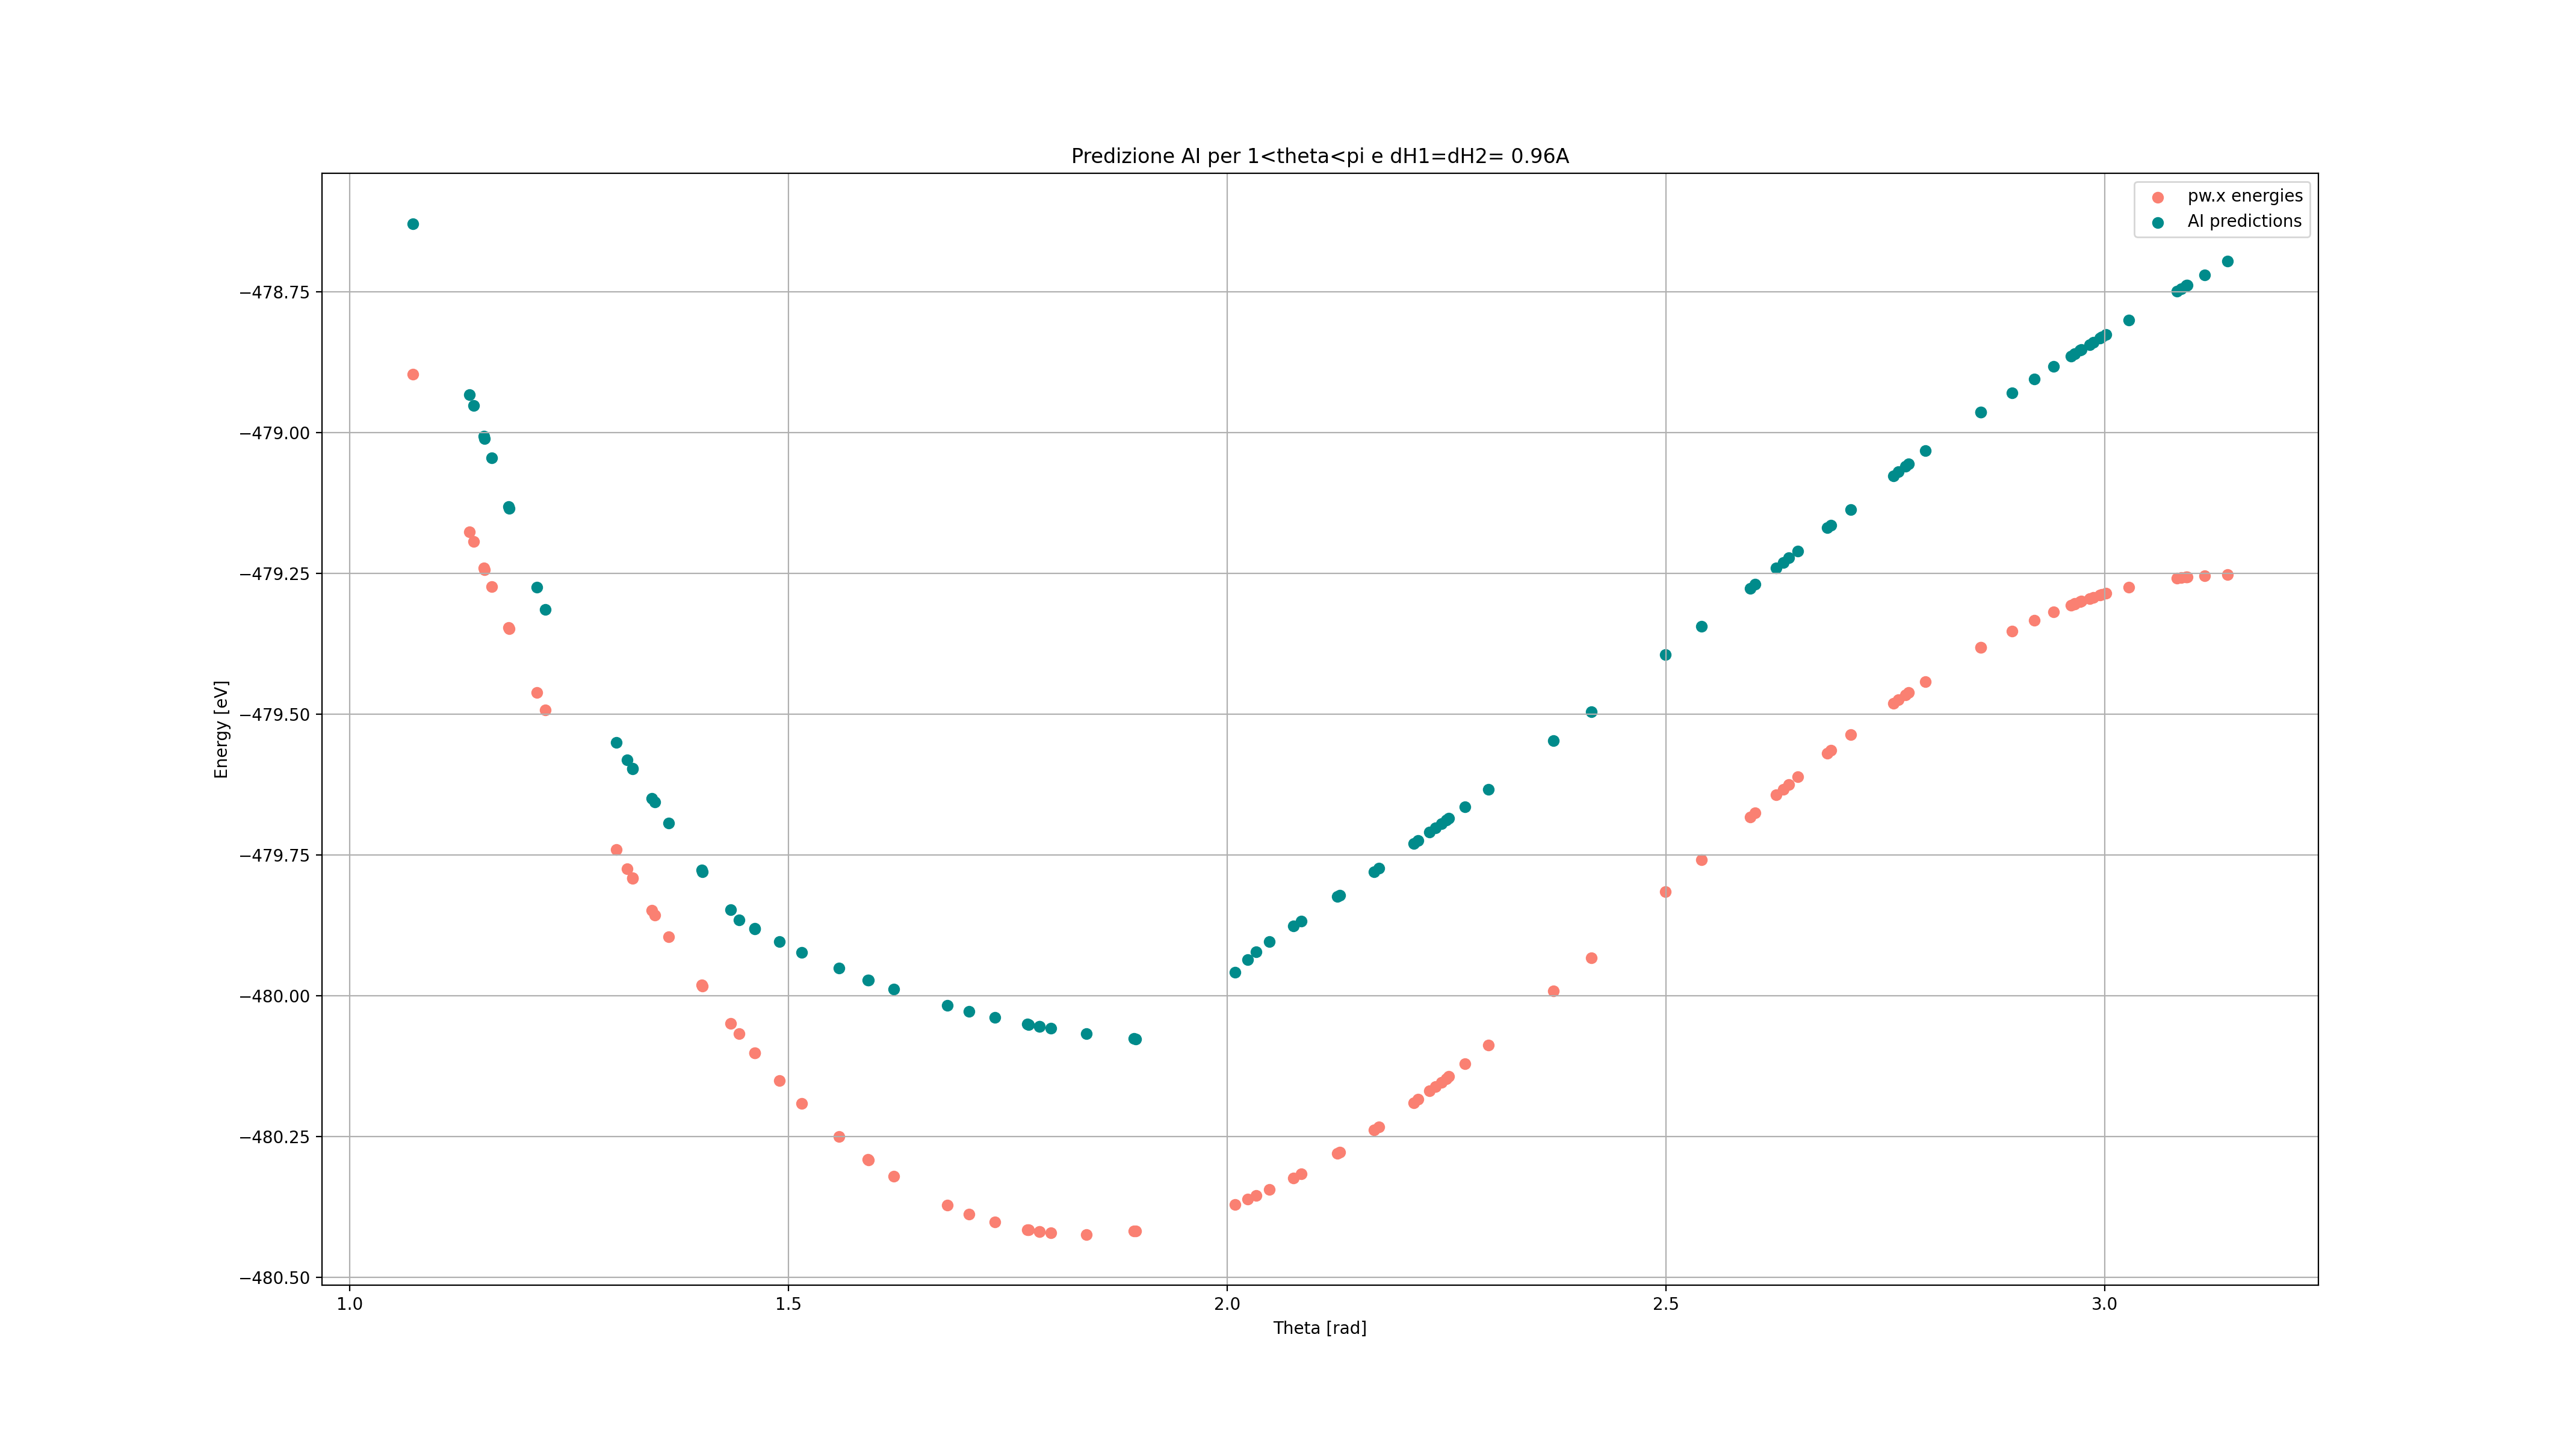 Predizione AI per 1<theta<pi e dH1=dH2= 0.96A
pw.x energies
AI predictions
−478.75
−479.00
−479.25
−479.50
−479.75
−480.00
−480.25
−480.50
Energy [eV]
1.0 1.5 2.0 2.5 3.0
Theta [rad]